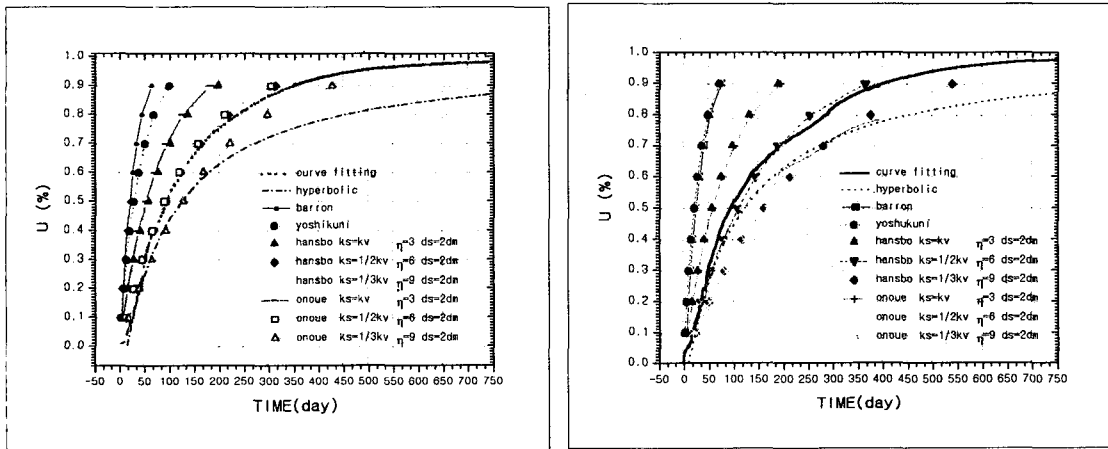 1.0
0.9
0.8
0.7
0.6
0.5
0.4
0.3
0.2
0.1
0.0
U (%)
curve fitting
hyperbolic
barron
yoshikuni
hansbo ks=kv η=3 ds=2dm
hansbo ks=1/2kv η=6 ds=2dm
hansbo ks=1/3kv η=9 ds=2dm
onoue ks=kv η=3 ds=2dm
onoue ks=1/2kv η=6 ds=2dm
onoue ks=1/3kv η=9 ds=2dm
-50 0 50 100 150 200 250 300 350 400 450 500 550 600 650 700 750
TIME(day)
1.0
0.9
0.8
0.7
0.6
0.5
0.4
0.3
0.2
0.1
0.0
U (%)
curve fitting
hyperbolic
barron
yoshukuni
hansbo ks=kv η=3 ds=2dm
hansbo ks=1/2kv η=6 ds=2dm
hansbo ks=1/3kv η=9 ds=2dm
onoue ks=kv η=3 ds=2dm
onoue ks=1/2kv η=6 ds=2dm
onoue ks=1/3kv η=9 ds=2dm
-50 0 50 100 150 200 250 300 350 400 450 500 550 600 650 700 750
TIME(day)